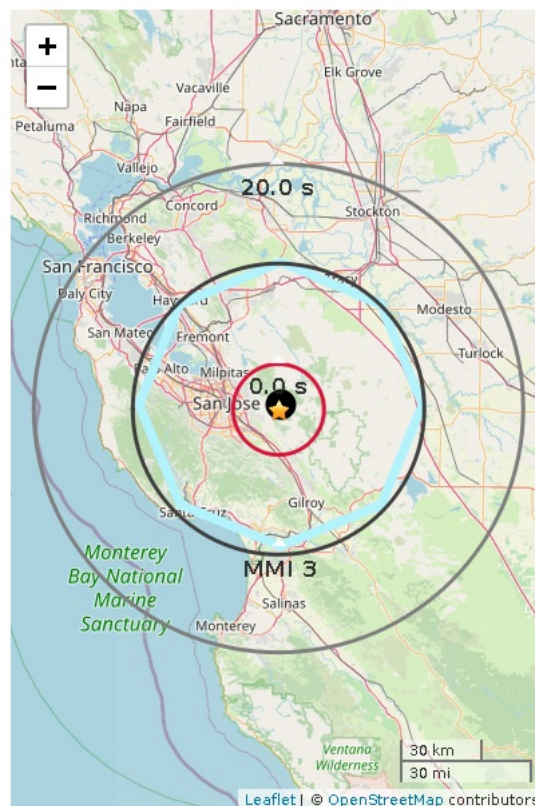 Sacramento
+
−
Elk Grove
Vacaville
Napa
Fairfield
Petaluma
Vallejo
20.0 s
Concord
Stockton
Richmond
Berkeley
San Francisco
Daly City
Modesto
Fremont
San Mateo
Turlock
Milpitas
0.0 s
San Jose
Gilroy
Santa Cruz
Monterey
Bay National
Marine
Sanctuary
MMI 3
Salinas
Monterey
Ventana
Wilderness
30 km
30 mi
Leaflet | © OpenStreetMap contributors